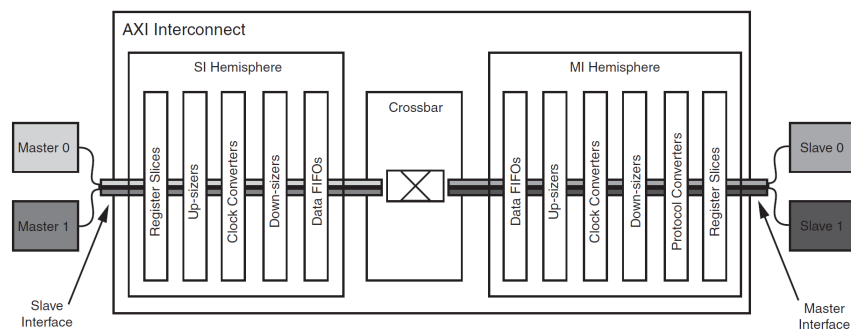 AXI Interconnect
SI Hemisphere
MI Hemisphere
Crossbar
Master 0
Master 1
Register Slices
Up-sizers
Clock Converters
Down-sizers
Data FIFOs
Data FIFOs
Up-sizers
Clock Converters
Down-sizers
Protocol Converters
Register Slices
Slave 0
Slave 1
Slave
Interface
Master
Interface